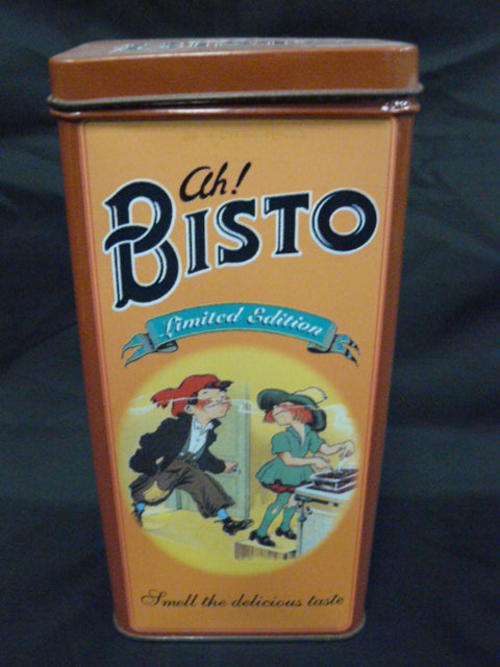 Ah!
BISTO
Limited Edition
Smell the delicious taste